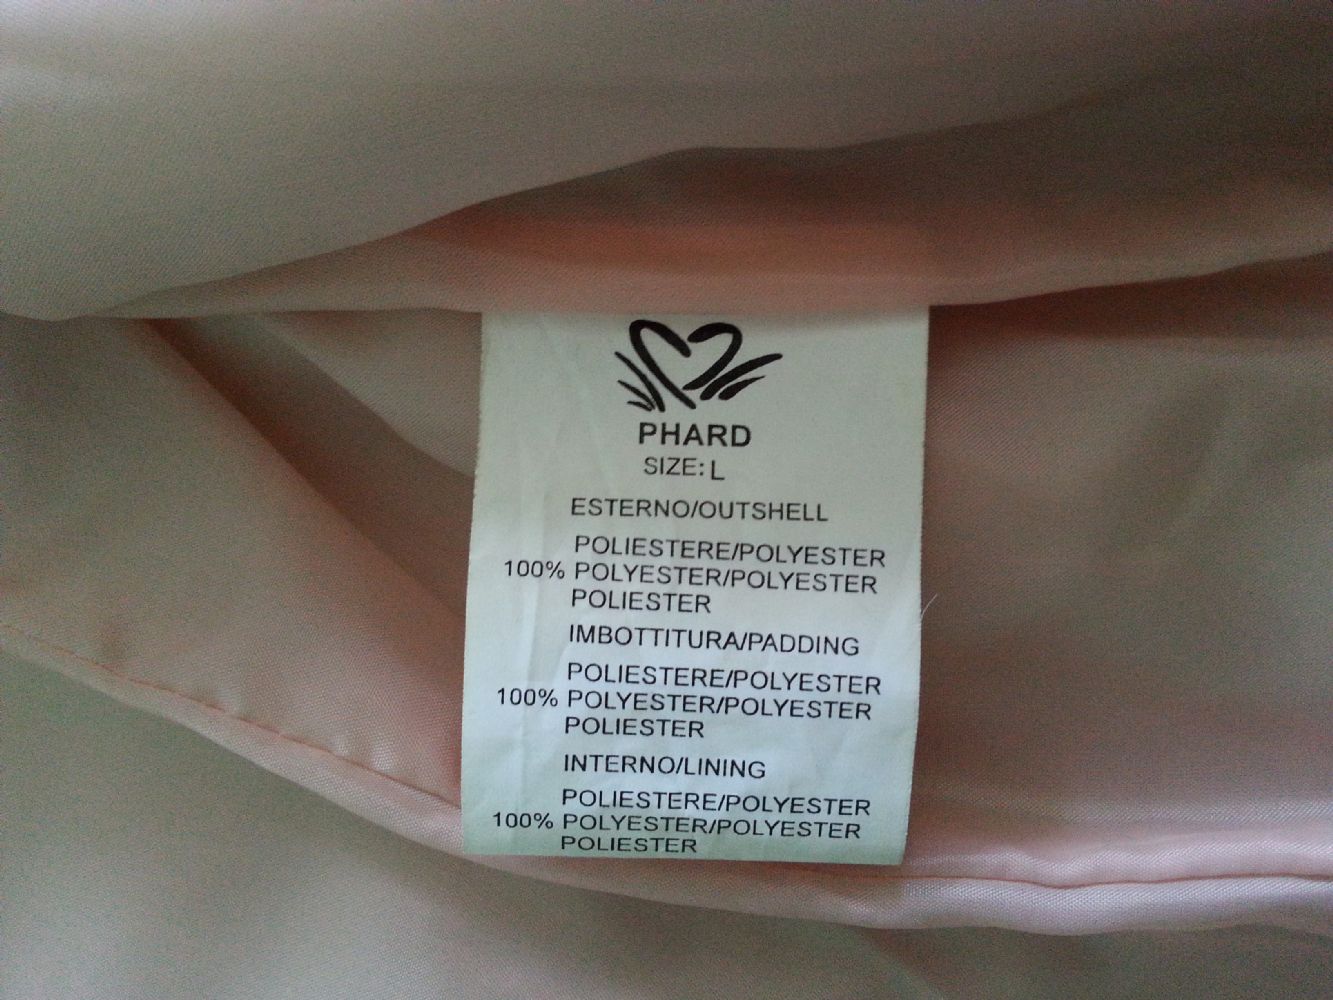 PHARD
SIZE: L
ESTERNO/OUTSHELL
POLIESTERE/POLYESTER
100% POLYESTER/POLYESTER
POLIESTER
IMBOTTITURA/PADDING
POLIESTERE/POLYESTER
100% POLYESTER/POLYESTER
POLIESTER
INTERNO/LINING
POLIESTERE/POLYESTER
100% POLYESTER/POLYESTER
POLIESTER